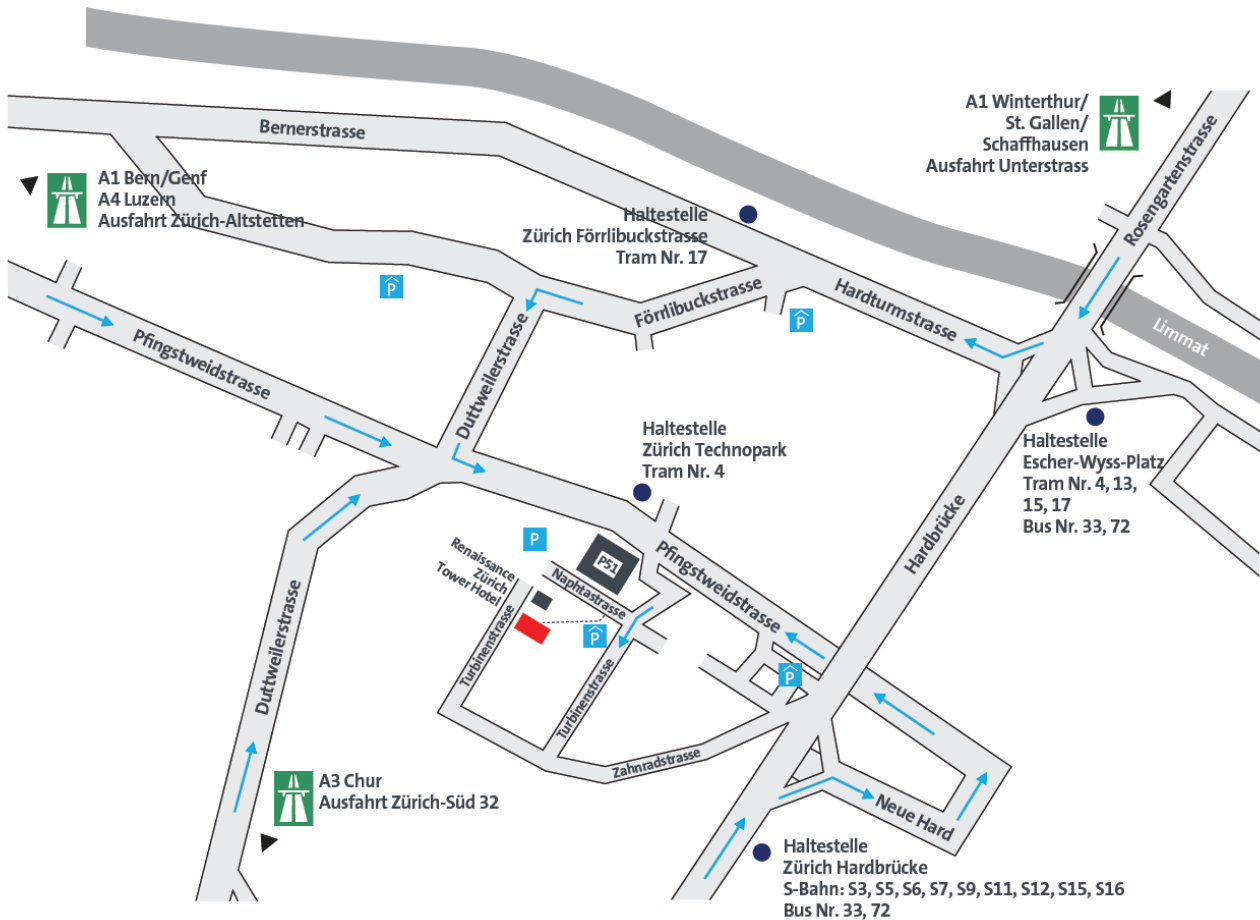 A1 Winterthur/
St. Gallen/
Schaffhausen
Ausfahrt Unterstrass
Rosengartenstrasse
Bernerstrasse
A1 Bern/Genf
A4 Luzern
Ausfahrt Zürich-Altstetten
Haltestelle
Zürich Förrlibuckstrasse
Tram Nr. 17
Förrlibuckstrasse
Hardturmstrasse
Limmat
P
P
Pfingstweidstrasse
Duttweilerstrasse
Haltestelle
Zürich Technopark
Tram Nr. 4
Haltestelle
Escher-Wyss-Platz
Tram Nr. 4, 13,
15, 17
Bus Nr. 33, 72
Hardbrücke
P
P51
Renaissance
Zürich
Tower Hotel
Naphtastrasse
Pfingstweidstrasse
P
P
Turbinenstrasse
Turbinenstrasse
Duttweilerstrasse
Zahnradstrasse
A3 Chur
Ausfahrt Zürich-Süd 32
Neue Hard
Haltestelle
Zürich Hardbrücke
S-Bahn: S3, S5, S6, S7, S9, S11, S12, S15, S16
Bus Nr. 33, 72